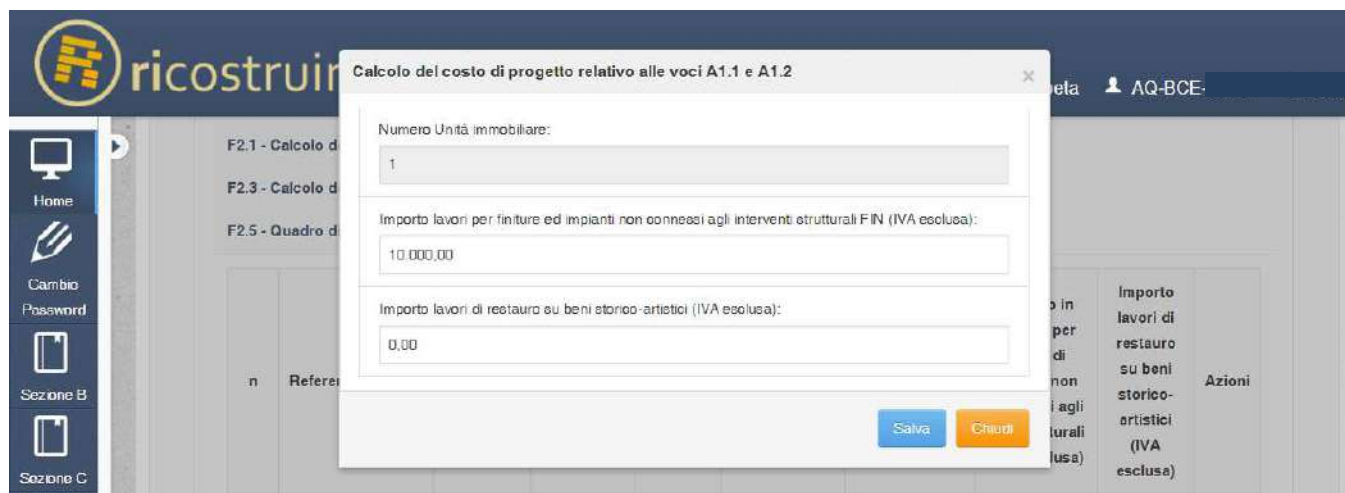 ricostruir
Calcolo del costo di progetto relativo alle voci A1.1 e A1.2
×
AQ-BCE-
Numero Unità immobiliare:
1
Importo lavori per finiture ed impianti non connessi agli interventi strutturali FIN (IVA esclusa):
10.000,00
Importo lavori di restauro su beni storico-artistici (IVA esclusa):
0,00
Salva
Chiudi
Home
Cambio
Password
Sezione B
Sezione C
F2.1 - Calcolo d
F2.3 - Calcolo d
F2.5 - Quadro di
n
Referen
o in
per
di
non
i agli
turali
lusa)
Importo
lavori di
restauro
su beni
storico-
artistici
(IVA
esclusa)
Azioni